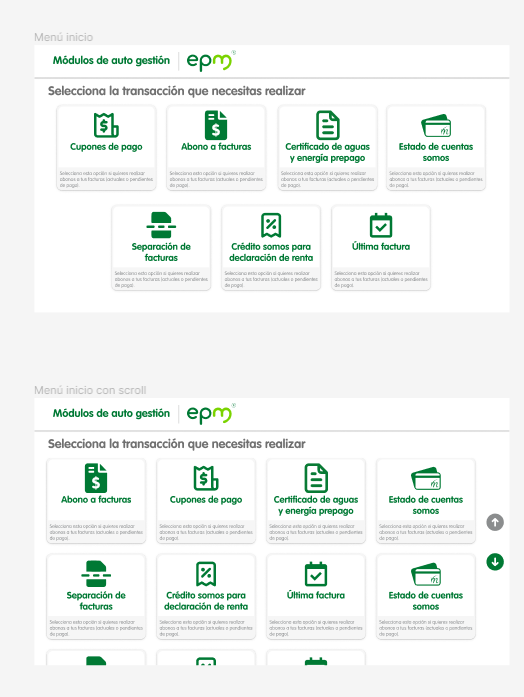 Menú inicio
Módulos de auto gestión
epm®
Selecciona la transacción que necesitas realizar
Cupones de pago
Selecciona esta opción si quieres realizar
abonos a tus facturas (actuales o pendientes
de pago).
Abono a facturas
Selecciona esta opción si quieres realizar
abonos a tus facturas (actuales o pendientes
de pago).
Certificado de aguas
y energía prepago
Selecciona esta opción si quieres realizar
abonos a tus facturas (actuales o pendientes
de pago).
Estado de cuentas
somos
Selecciona esta opción si quieres realizar
abonos a tus facturas (actuales o pendientes
de pago).
Separación de
facturas
Selecciona esta opción si quieres realizar
abonos a tus facturas (actuales o pendientes
de pago).
Crédito somos para
declaración de renta
Selecciona esta opción si quieres realizar
abonos a tus facturas (actuales o pendientes
de pago).
Última factura
Selecciona esta opción si quieres realizar
abonos a tus facturas (actuales o pendientes
de pago).
Menú inicio con scroll
Módulos de auto gestión
epm®
Selecciona la transacción que necesitas realizar
Abono a facturas
Selecciona esta opción si quieres realizar
abonos a tus facturas (actuales o pendientes
de pago).
Cupones de pago
Selecciona esta opción si quieres realizar
abonos a tus facturas (actuales o pendientes
de pago).
Certificado de aguas
y energía prepago
Selecciona esta opción si quieres realizar
abonos a tus facturas (actuales o pendientes
de pago).
Estado de cuentas
somos
Selecciona esta opción si quieres realizar
abonos a tus facturas (actuales o pendientes
de pago).
Separación de
facturas
Selecciona esta opción si quieres realizar
abonos a tus facturas (actuales o pendientes
de pago).
Crédito somos para
declaración de renta
Selecciona esta opción si quieres realizar
abonos a tus facturas (actuales o pendientes
de pago).
Última factura
Selecciona esta opción si quieres realizar
abonos a tus facturas (actuales o pendientes
de pago).
Estado de cuentas
somos
Selecciona esta opción si quieres realizar
abonos a tus facturas (actuales o pendientes
de pago).